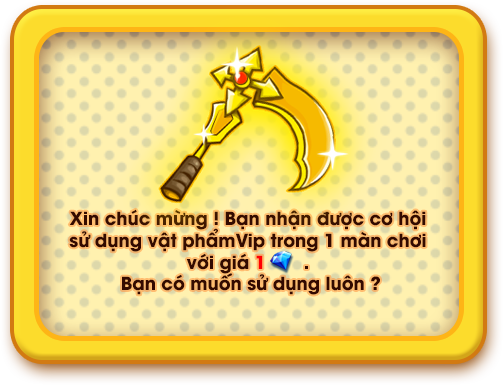 Xin chúc mừng ! Bạn nhận được cơ hội
sử dụng vật phẩmVip trong 1 màn chơi
với giá 1 .
Bạn có muốn sử dụng luôn ?